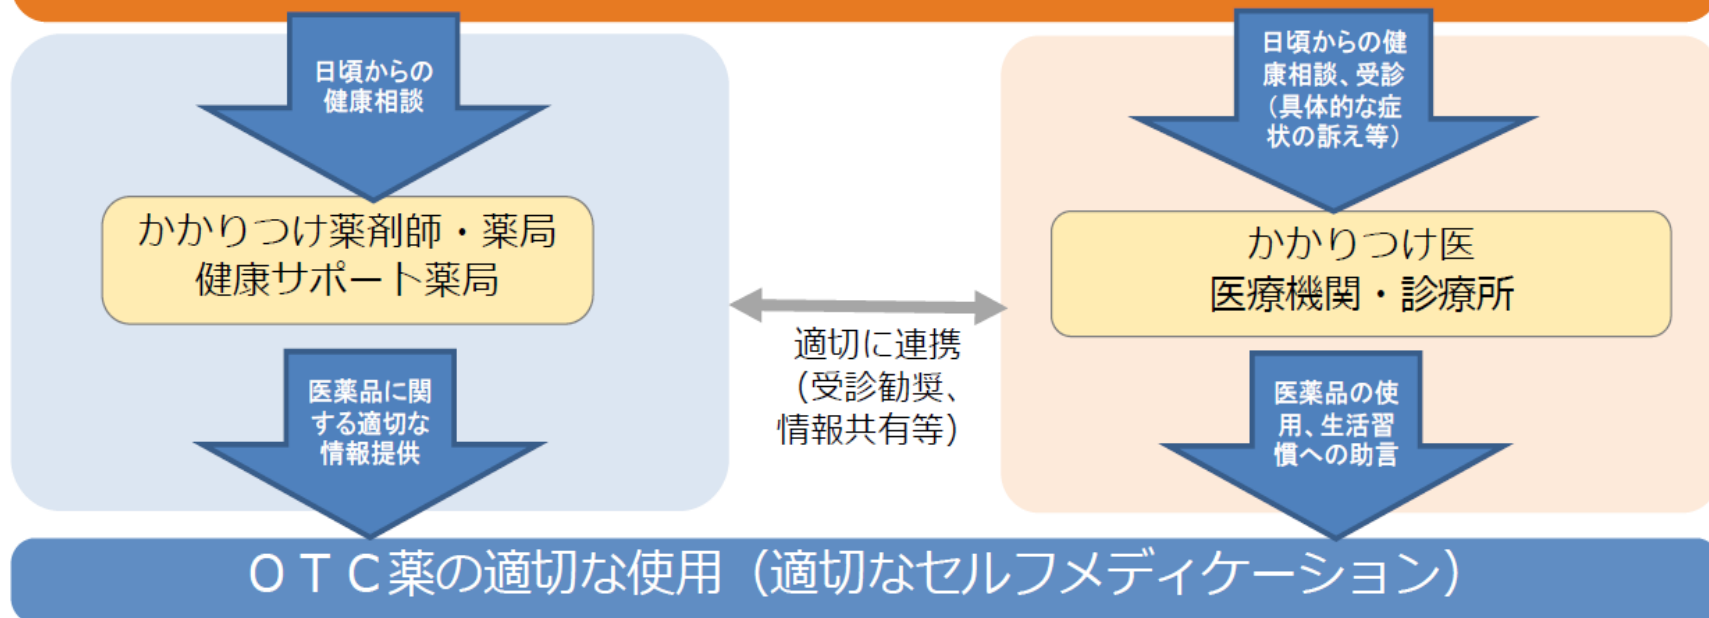 日頃からの
健康相談
かかりつけ薬剤師・薬局
健康サポート薬局
医薬品に関
する適切な
情報提供
適切に連携
（受診勧奨、
情報共有等）
日頃からの健
康相談、受診
（具体的な症
状の訴え等）
かかりつけ医
医療機関・診療所
医薬品の使
用、生活習
慣への助言
ＯＴＣ薬の適切な使用（適切なセルフメディケーション）